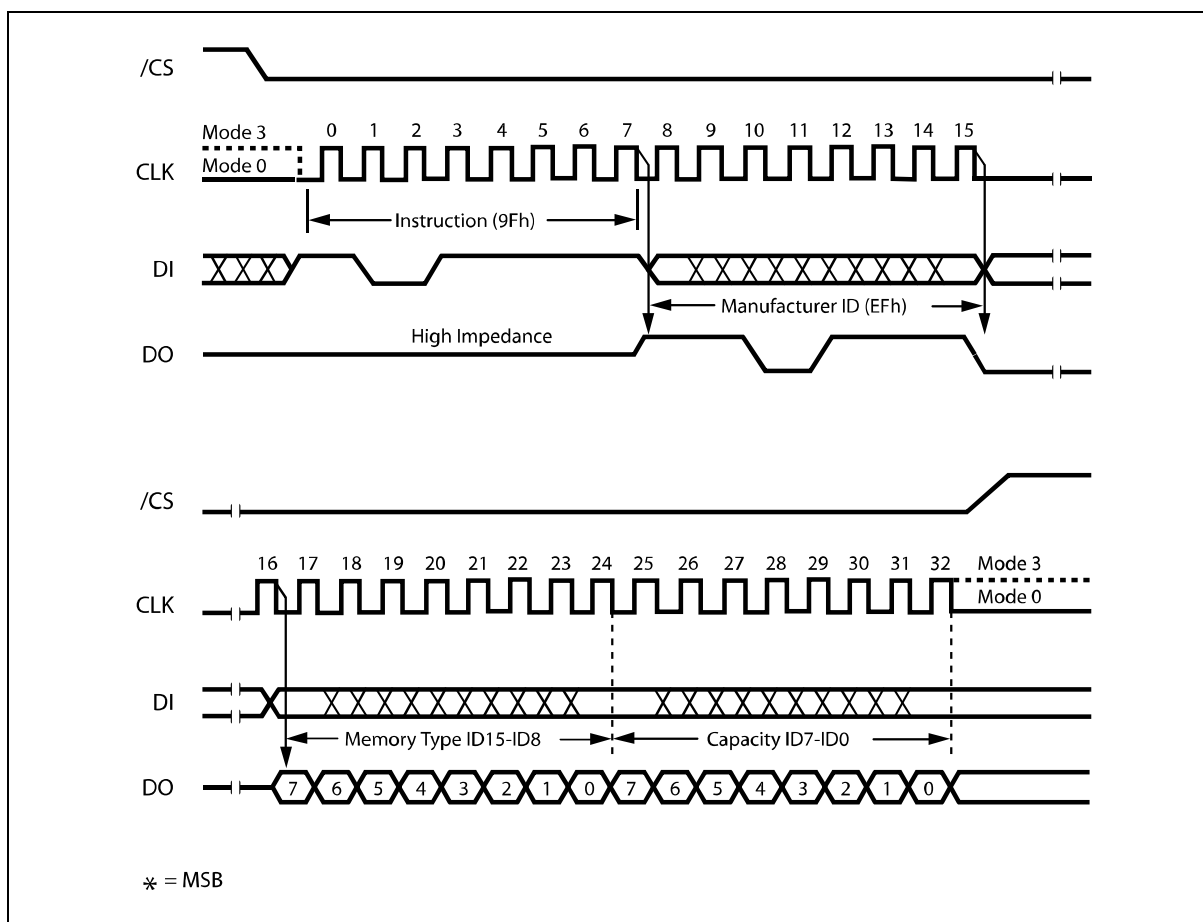 /CS
Mode 3
0 1 2 3 4 5 6 7 8 9 10 11 12 13 14 15
Mode 0
CLK
Instruction (9Fh)
DI
Manufacturer ID (EFh)
High Impedance
DO
/CS
16 17 18 19 20 21 22 23 24 25 26 27 28 29 30 31 32
Mode 3
CLK
Mode 0
DI
Memory Type ID15-ID8
Capacity ID7-ID0
DO
7 6 5 4 3 2 1 0 7 6 5 4 3 2 1 0
* = MSB